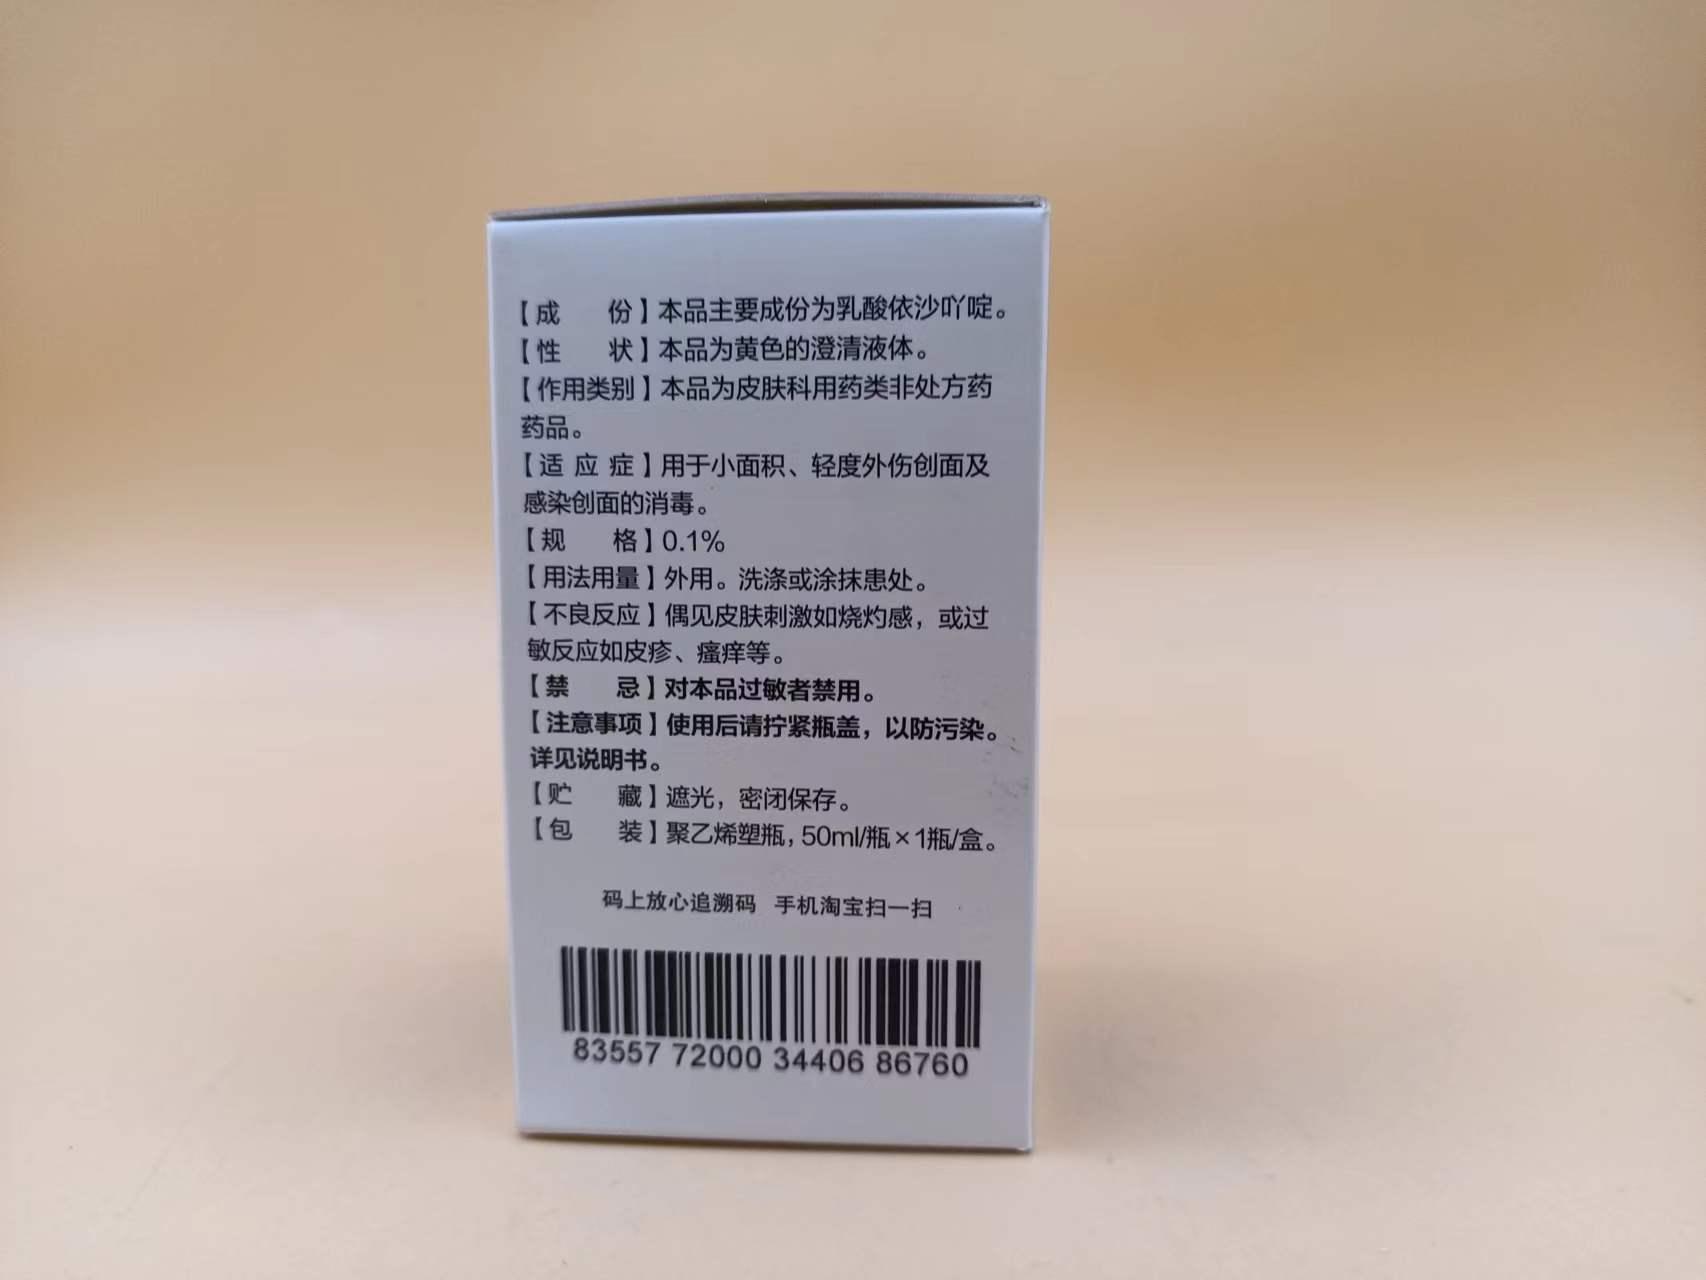 【成 份】本品主要成份为乳酸依沙吖啶。
【性 状】本品为黄色的澄清液体。
【作用类别】本品为皮肤科用药类非处方药
药品。
【适 应 症】用于小面积、轻度外伤创面及
感染创面的消毒。
【规 格】0.1%
【用法用量】外用。洗涤或涂抹患处。
【不良反应】偶见皮肤刺激如烧灼感，或过
敏反应如皮疹、瘙痒等。
【禁 忌】对本品过敏者禁用。
【注意事项】使用后请拧紧瓶盖，以防污染。
详见说明书。
【贮 藏】遮光，密闭保存。
【包 装】聚乙烯塑瓶，50ml/瓶×1瓶/盒。
码上放心追溯码 手机淘宝扫一扫
83557 72000 34406 86760